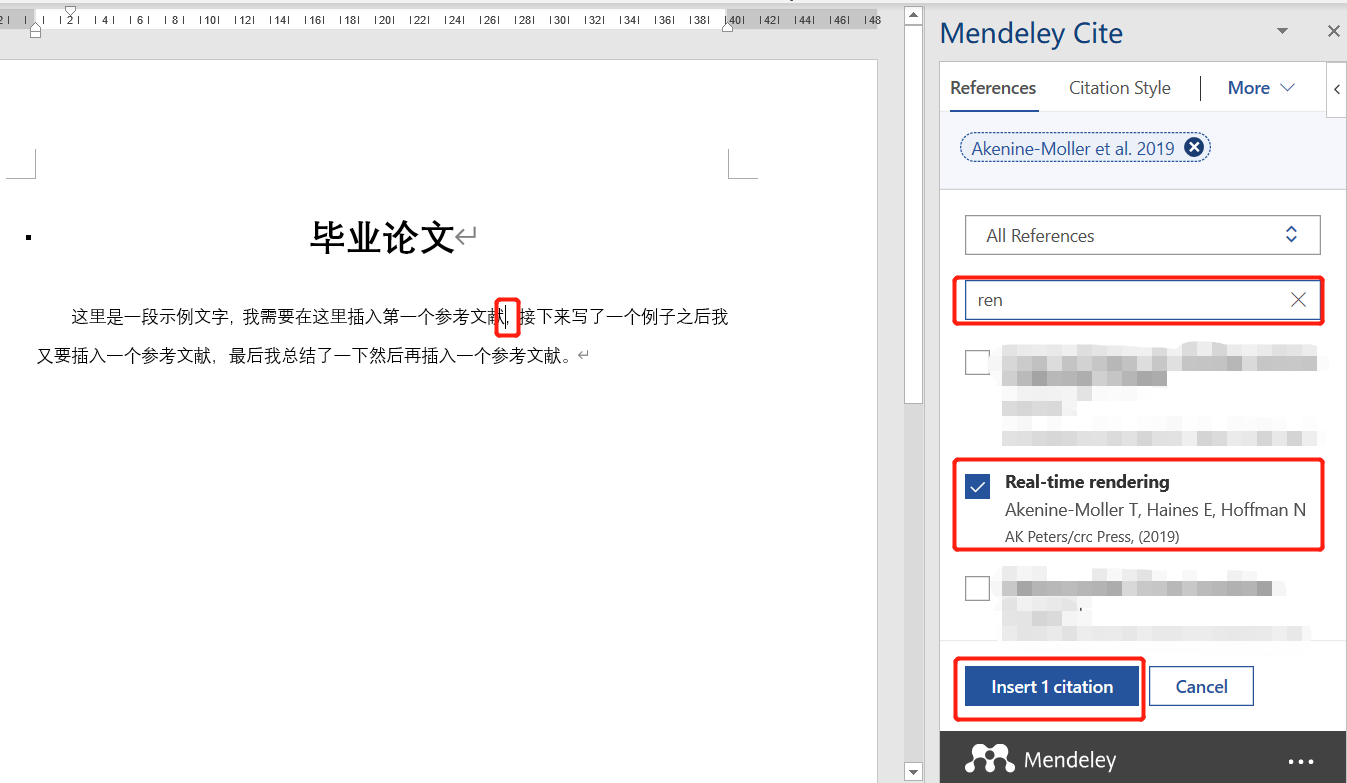 2 2 4 6 8 10 12 14 16 18 20 22 24 26 28 30 32 34 36 38 40 42 44 46 48
毕业论文↵
这里是一段示例文字，我需要在这里插入第一个参考文献，接下来写了一个例子之后我
又要插入一个参考文献，最后我总结了一下然后再插入一个参考文献。↵
Mendeley Cite
References Citation Style More
Akenine-Moller et al. 2019
All References
ren
Real-time rendering
Akenine-Moller T, Haines E, Hoffman N
AK Peters/crc Press, (2019)
Insert 1 citation Cancel
Mendeley